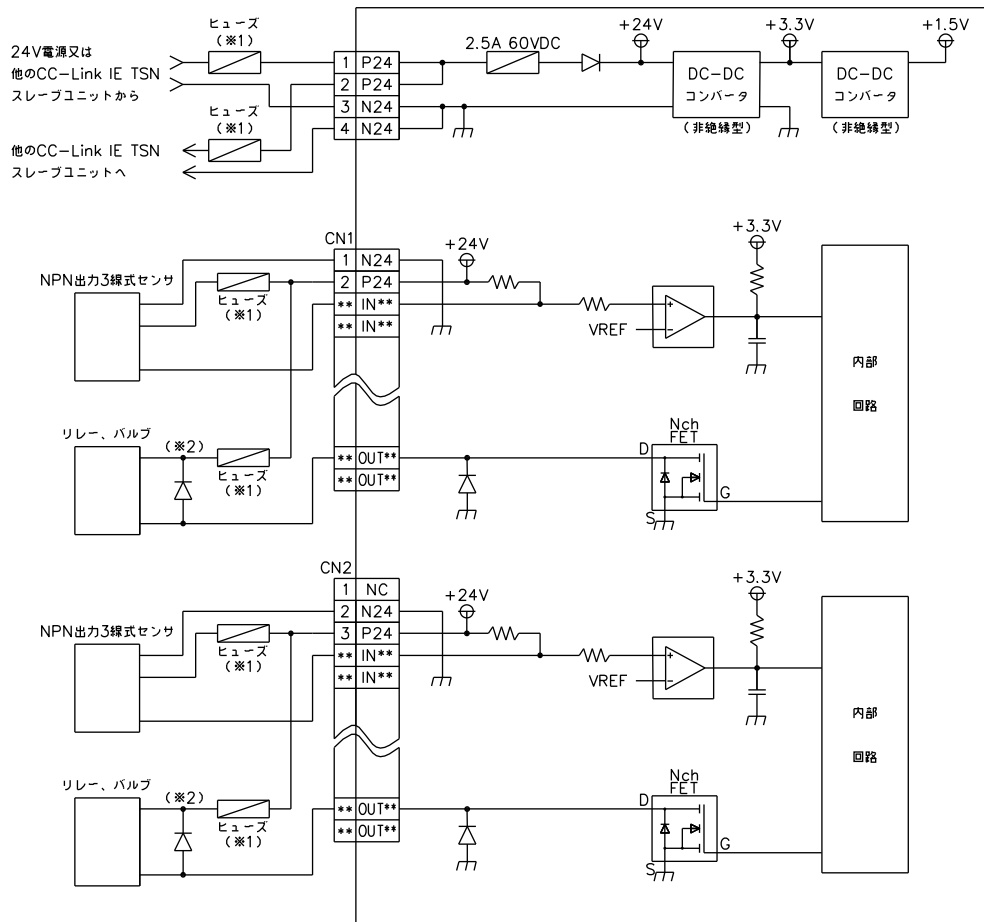 24V電源又は
他のCC-Link IE TSN
スレーブユニットから
ヒューズ
(※1)
ヒューズ
(※1)
他のCC-Link IE TSN
スレーブユニットへ
1 P24
2 P24
3 N24
4 N24
2.5A 60VDC
+24V
DC-DC
コンバータ
(非絶縁型)
+3.3V
DC-DC
コンバータ
(非絶縁型)
+1.5V
CN1
NPN出力3線式センサ
ヒューズ
(※1)
1 N24
2 P24
** IN**
** IN**
+24V
VREF
+
-
+3.3V
内部
回路
リレー、バルブ
(※2)
ヒューズ
(※1)
** OUT**
** OUT**
Nch
FET
D
G
S
CN2
NPN出力3線式センサ
ヒューズ
(※1)
1 NC
2 N24
3 P24
** IN**
** IN**
+24V
VREF
+
-
+3.3V
内部
回路
リレー、バルブ
(※2)
ヒューズ
(※1)
** OUT**
** OUT**
Nch
FET
D
G
S